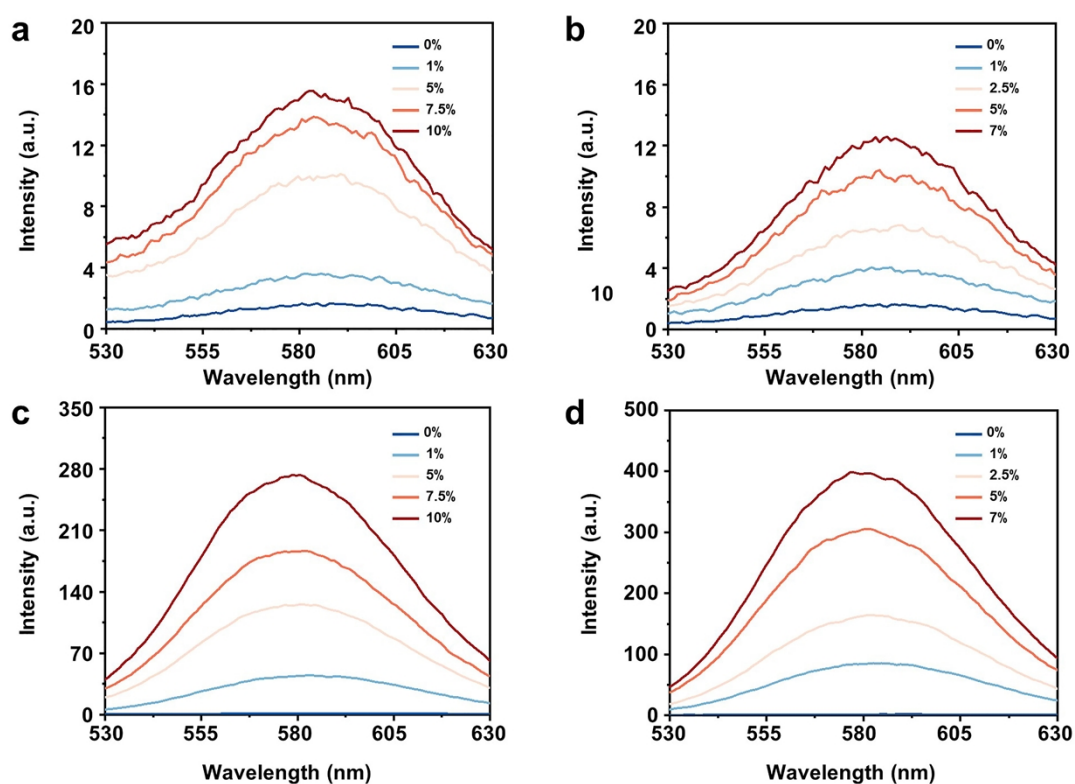 a
Intensity (a.u.)
20
16
12
8
4
0
0%
1%
5%
7.5%
10%
530 555 580 605 630
Wavelength (nm)
b
Intensity (a.u.)
20
16
12
8
4
0
10
0%
1%
2.5%
5%
7%
530 555 580 605 630
Wavelength (nm)
c
Intensity (a.u.)
350
280
210
140
70
0
0%
1%
5%
7.5%
10%
530 555 580 605 630
Wavelength (nm)
d
Intensity (a.u.)
500
400
300
200
100
0
0%
1%
2.5%
5%
7%
530 555 580 605 630
Wavelength (nm)